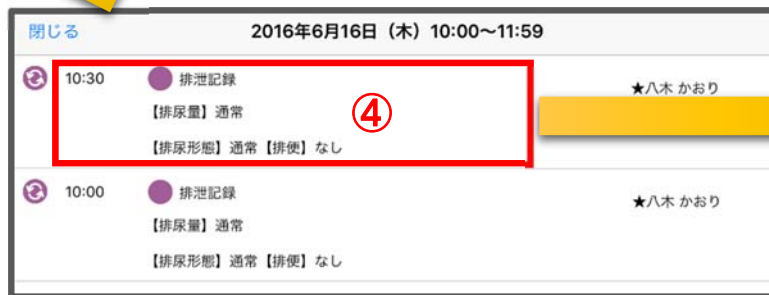 閉じる 2016年6月16日（木）10:00〜11:59
10:30 排泄記録 ★八木 かおり
【排尿量】通常
④
【排尿形態】通常【排便】なし
10:00 排泄記録 ★八木 かおり
【排尿量】通常
【排尿形態】通常【排便】なし